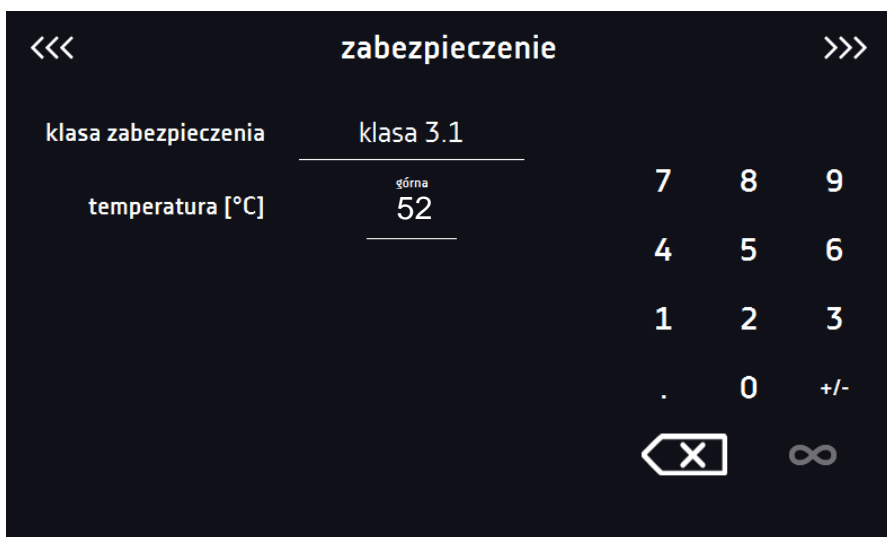 <<< zabezpieczenie >>>
klasa zabezpieczenia klasa 3.1
górna
temperatura [°C] 52
7 8 9
4 5 6
1 2 3
. 0 +/-
X ∞